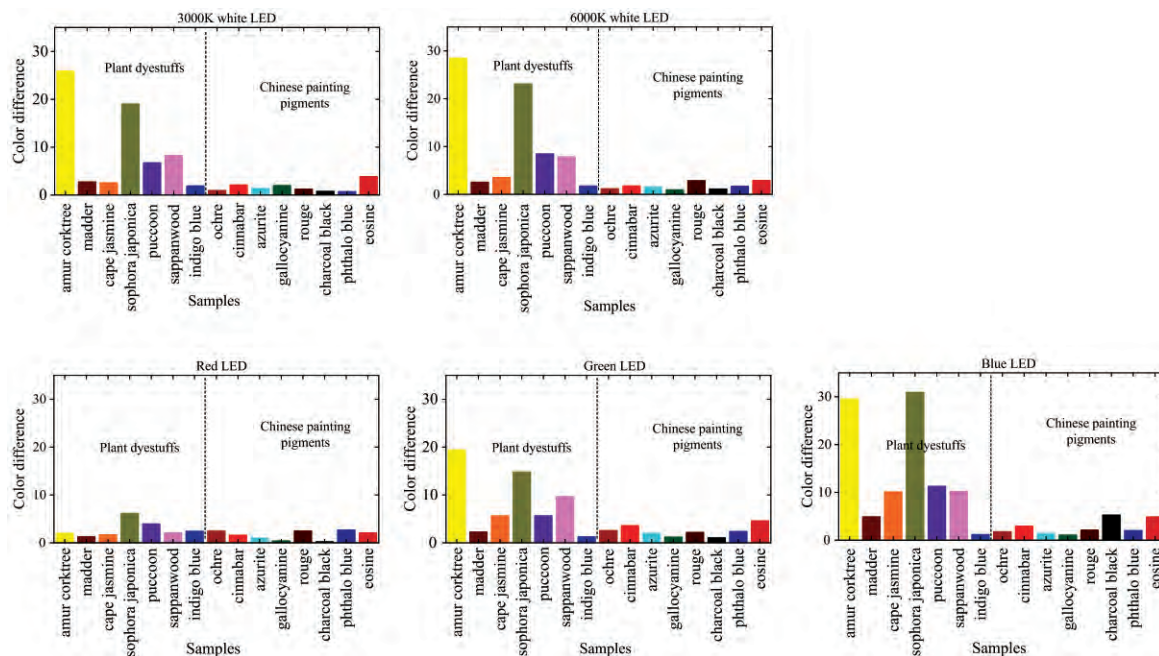 3000K white LED
Color difference
30
20
10
0
Plant dyestuffs
Chinese painting
pigments
amur corktree
madder
cape jasmine
sophora japonica
puccoon
sappanwood
indigo blue
ochre
cinnabar
azurite
gallocyanine
rouge
charcoal black
phthalo blue
eosine
Samples
6000K white LED
Color difference
30
20
10
0
Plant dyestuffs
Chinese painting
pigments
amur corktree
madder
cape jasmine
sophora japonica
puccoon
sappanwood
indigo blue
ochre
cinnabar
azurite
gallocyanine
rouge
charcoal black
phthalo blue
eosine
Samples
Red LED
Color difference
30
20
10
0
Plant dyestuffs
Chinese painting
pigments
amur corktree
madder
cape jasmine
sophora japonica
puccoon
sappanwood
indigo blue
ochre
cinnabar
azurite
gallocyanine
rouge
charcoal black
phthalo blue
cosine
Samples
Green LED
Color difference
30
20
10
0
Plant dyestuffs
Chinese painting
pigments
amur corktree
madder
cape jasmine
sophora japonica
puccoon
sappanwood
indigo blue
ochre
cinnabar
azurite
gallocyanine
rouge
charcoal black
phthalo blue
cosine
Samples
Blue LED
Color difference
30
20
10
0
Plant dyestuffs
Chinese painting
pigments
amur corktree
madder
cape jasmine
sophora japonica
puccoon
sappanwood
indigo blue
ochre
cinnabar
azurite
gallocyanine
rouge
charcoal black
phthalo blue
cosine
Samples